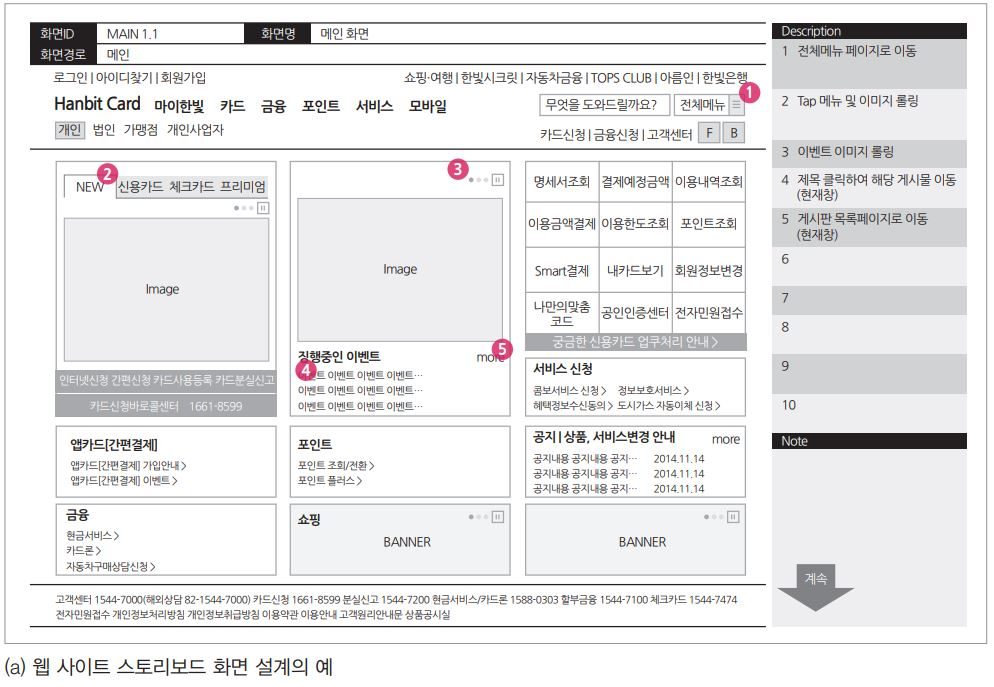 화면ID MAIN 1.1 화면명 메인 화면
화면경로 메인
로그인 | 아이디찾기 | 회원가입
쇼핑·여행 | 한빛시크릿 | 자동차금융 | TOPS CLUB | 아름인 | 한빛은행
Hanbit Card 마이한빛 카드 금융 포인트 서비스 모바일
무엇을 도와드릴까요? 전체메뉴 1
개인 법인 가맹점 개인사업자
카드신청 | 금융신청 | 고객센터 F B
2
NEW 신용카드 체크카드 프리미엄
Image
인터넷신청 간편신청 카드사용등록 카드분실신고
카드신청바로콜센터 1661-8599
3
Image
진행중인 이벤트 more 5
4
이벤트 이벤트 이벤트 이벤트…
이벤트 이벤트 이벤트 이벤트…
이벤트 이벤트 이벤트 이벤트…
명세서조회 결제예정금액 이용내역조회
이용금액결제 이용한도조회 포인트조회
Smart결제 내카드보기 회원정보변경
나만의맞춤
코드 공인인증센터 전자민원접수
궁금한 신용카드 업쿠처리 안내 >
서비스 신청
콤보서비스 신청 > 정보보호서비스 >
혜택정보수신동의 > 도시가스 자동이체 신청 >
앱카드[간편결제]
앱카드[간편결제] 가입안내 >
앱카드[간편결제] 이벤트 >
포인트
포인트 조회/전환 >
포인트 플러스 >
공지 | 상품, 서비스변경 안내 more
공지내용 공지내용 공지… 2014.11.14
공지내용 공지내용 공지… 2014.11.14
공지내용 공지내용 공지… 2014.11.14
금융
현금서비스 >
카드론 >
자동차구매상담신청 >
쇼핑
BANNER
BANNER
고객센터 1544-7000(해외상담 82-1544-7000) 카드신청 1661-8599 분실신고 1544-7200 현금서비스/카드론 1588-0303 할부금융 1544-7100 체크카드 1544-7474
전자민원접수 개인정보처리방침 개인정보취급방침 이용약관 이용안내 고객원리안내문 상품공시실
Description
1 전체메뉴 페이지로 이동
2 Tap 메뉴 및 이미지 롤링
3 이벤트 이미지 롤링
4 제목 클릭하여 해당 게시물 이동
(현재창)
5 게시판 목록페이지로 이동
(현재창)
6
7
8
9
10
Note
계속
(a) 웹 사이트 스토리보드 화면 설계의 예